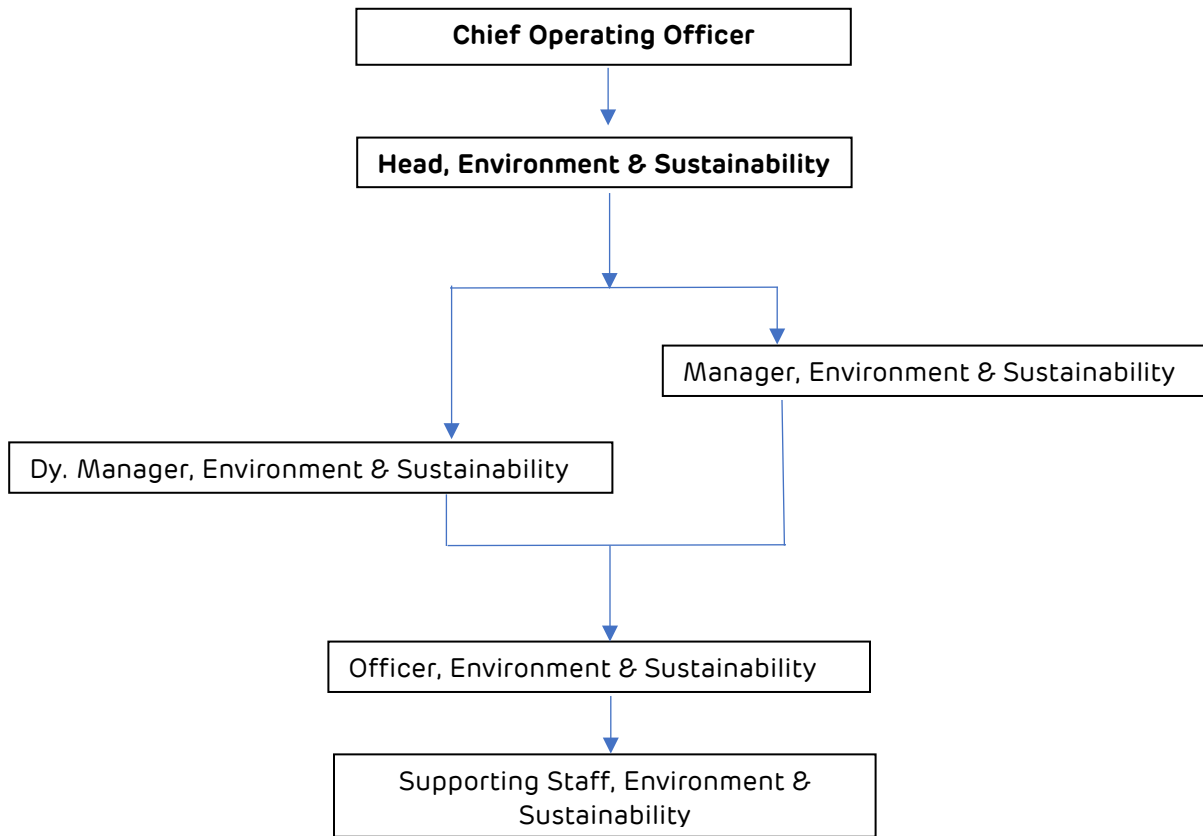 Chief Operating Officer
Head, Environment & Sustainability
Manager, Environment & Sustainability
Dy. Manager, Environment & Sustainability
Officer, Environment & Sustainability
Supporting Staff, Environment &
Sustainability